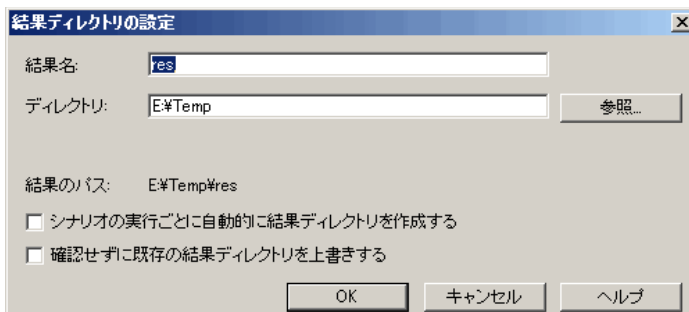 結果ディレクトリの設定
結果名: res
ディレクトリ: E:¥Temp 参照...
結果のパス: E:¥Temp¥res
シナリオの実行ごとに自動的に結果ディレクトリを作成する
確認せずに既存の結果ディレクトリを上書きする
OK キャンセル ヘルプ